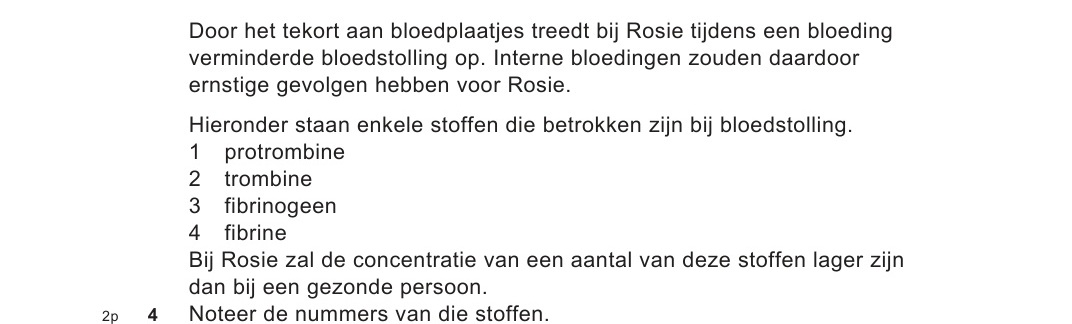 Door het tekort aan bloedplaatjes treedt bij Rosie tijdens een bloeding
verminderde bloedstolling op. Interne bloedingen zouden daardoor
ernstige gevolgen hebben voor Rosie.
Hieronder staan enkele stoffen die betrokken zijn bij bloedstolling.
1 protrombine
2 trombine
3 fibrinogeen
4 fibrine
Bij Rosie zal de concentratie van een aantal van deze stoffen lager zijn
dan bij een gezonde persoon.
2p 4 Noteer de nummers van die stoffen.